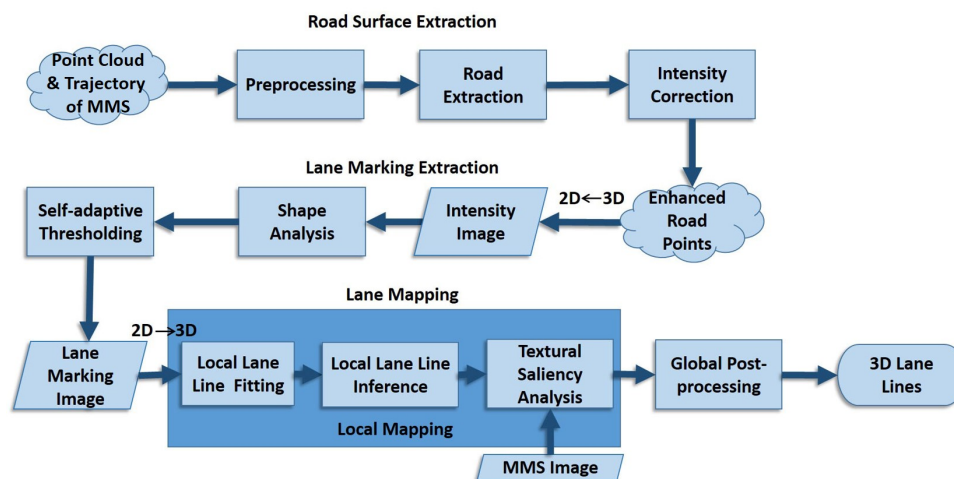 Road Surface Extraction
Point Cloud
& Trajectory
of MMS
Preprocessing
Road
Extraction
Intensity
Correction
Lane Marking Extraction
Self-adaptive
Thresholding
Shape
Analysis
Intensity
Image
2D←3D
Enhanced
Road
Points
Lane Mapping
2D→3D
Lane
Marking
Image
Local Lane
Line Fitting
Local Lane Line
Inference
Textural
Saliency
Analysis
Global Post-
processing
3D Lane
Lines
Local Mapping
MMS Image